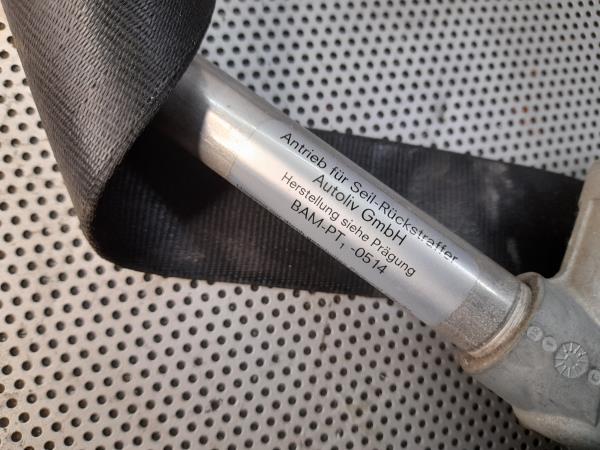 Antrieb für Seil-Rückstraffer
Autoliv GmbH
Herstellung siehe Prägung
BAM-PT₁ -0514